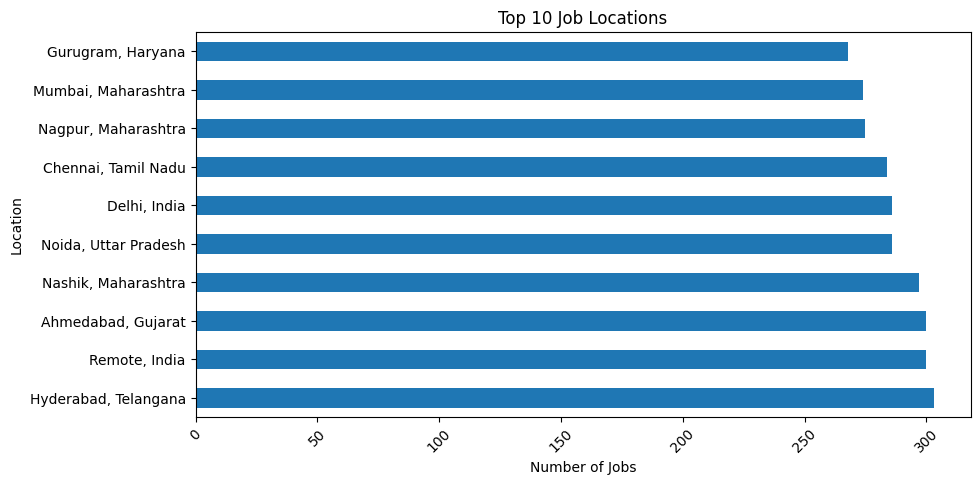 Top 10 Job Locations
Location
Gurugram, Haryana
Mumbai, Maharashtra
Nagpur, Maharashtra
Chennai, Tamil Nadu
Delhi, India
Noida, Uttar Pradesh
Nashik, Maharashtra
Ahmedabad, Gujarat
Remote, India
Hyderabad, Telangana
0 50 100 150 200 250 300
Number of Jobs